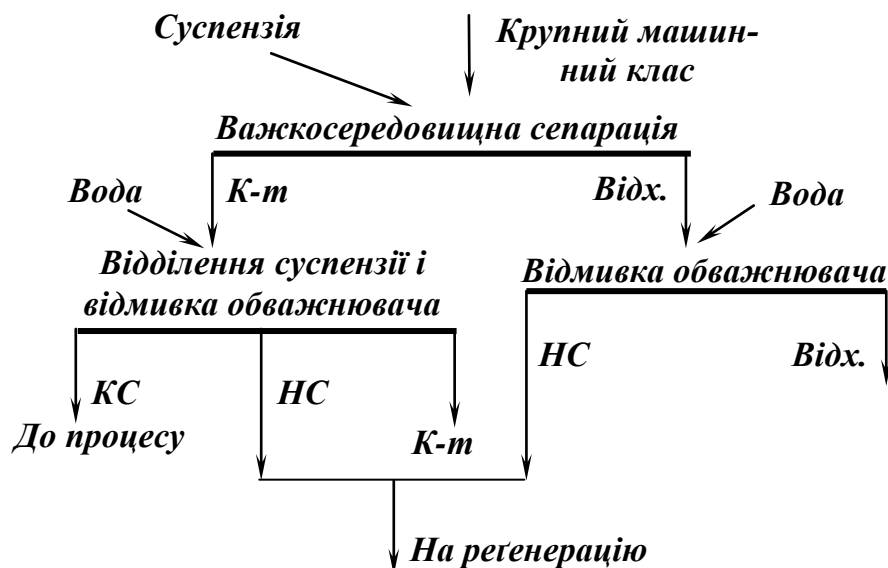 Суспензія
Крупний машин-
ний клас
Важкосередовищна сепарація
Вода
К-т
Відх.
Вода
Відділення суспензії і
відмивка обважнювача
Відмивка обважнювача
КС
НС
НС
Відх.
До процесу
К-т
На реґенерацію